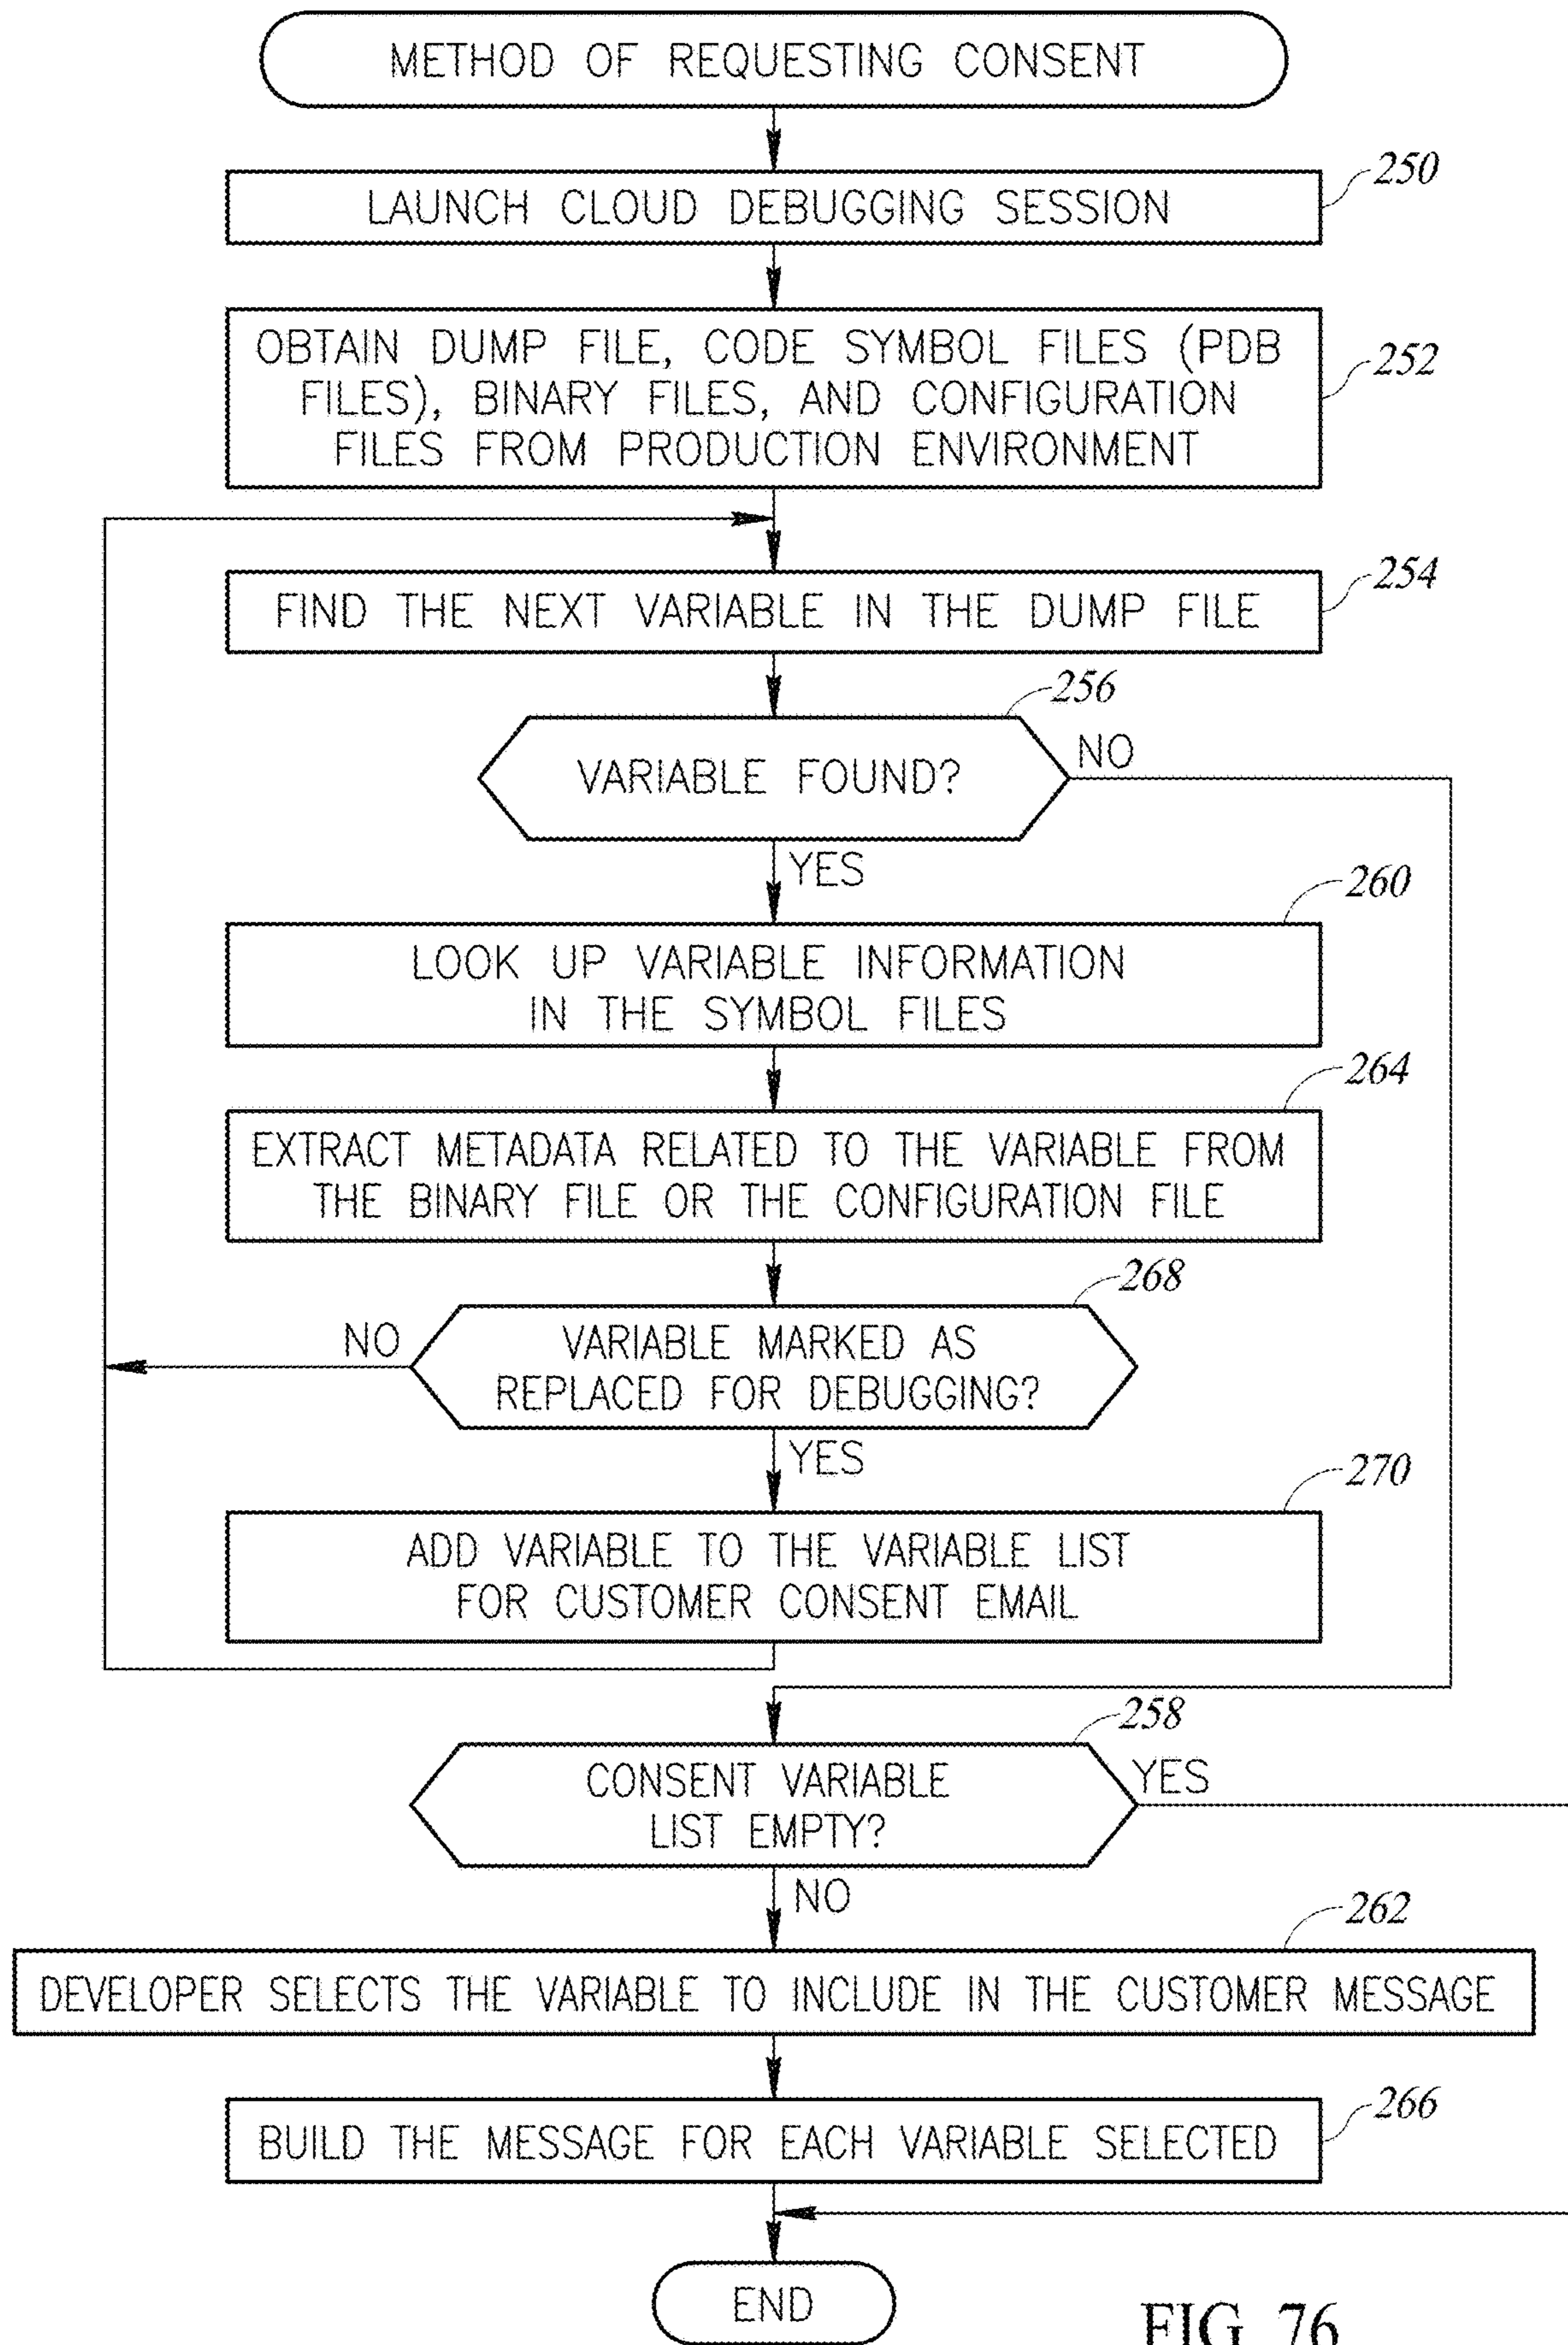 METHOD OF REQUESTING CONSENT
250
LAUNCH CLOUD DEBUGGING SESSION
OBTAIN DUMP FILE, CODE SYMBOL FILES (PDB
FILES), BINARY FILES, AND CONFIGURATION
FILES FROM PRODUCTION ENVIRONMENT
252
254
FIND THE NEXT VARIABLE IN THE DUMP FILE
256
VARIABLE FOUND?
NO
YES
260
LOOK UP VARIABLE INFORMATION
IN THE SYMBOL FILES
264
EXTRACT METADATA RELATED TO THE VARIABLE FROM
THE BINARY FILE OR THE CONFIGURATION FILE
268
NO
VARIABLE MARKED AS
REPLACED FOR DEBUGGING?
YES
270
ADD VARIABLE TO THE VARIABLE LIST
FOR CUSTOMER CONSENT EMAIL
258
CONSENT VARIABLE
LIST EMPTY?
YES
NO
262
DEVELOPER SELECTS THE VARIABLE TO INCLUDE IN THE CUSTOMER MESSAGE
266
BUILD THE MESSAGE FOR EACH VARIABLE SELECTED
END
FIG. 76